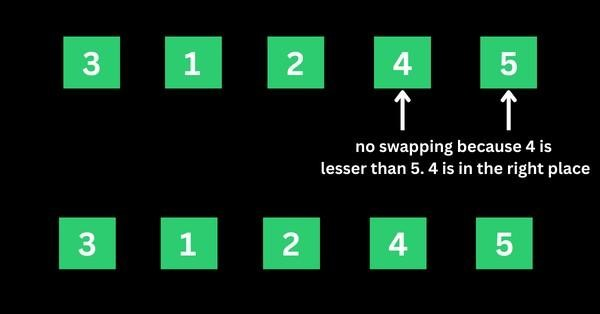 3 1 2 4 5
no swapping because 4 is
lesser than 5. 4 is in the right place
3 1 2 4 5